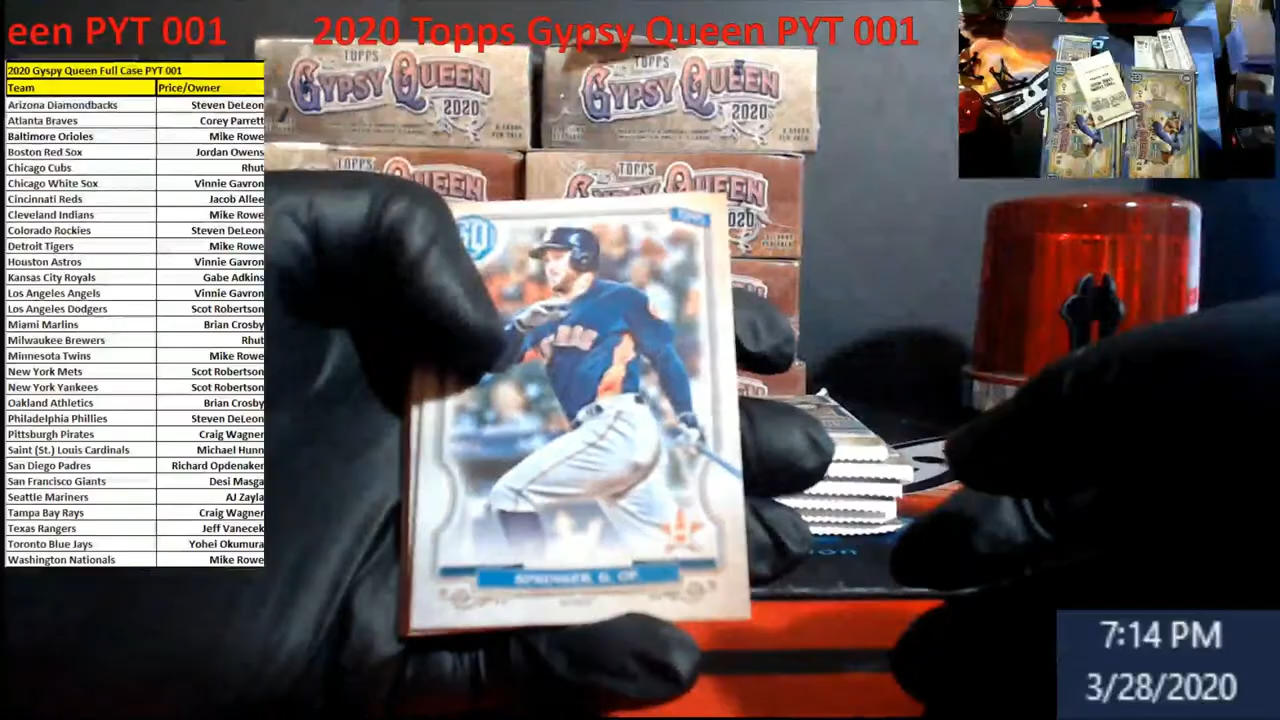 een PYT 001 2020 Topps Gypsy Queen PYT 001
2020 Gyspy Queen Full Case PYT 001
Team Price/Owner
Arizona Diamondbacks Steven DeLeon
Atlanta Braves Corey Parrett
Baltimore Orioles Mike Rowe
Boston Red Sox Jordan Owens
Chicago Cubs Rhut
Chicago White Sox Vinnie Gavron
Cincinnati Reds Jacob Allee
Cleveland Indians Mike Rowe
Colorado Rockies Steven DeLeon
Detroit Tigers Mike Rowe
Houston Astros Vinnie Gavron
Kansas City Royals Gabe Adkins
Los Angeles Angels Vinnie Gavron
Los Angeles Dodgers Scot Robertson
Miami Marlins Brian Crosby
Milwaukee Brewers Rhut
Minnesota Twins Mike Rowe
New York Mets Scot Robertson
New York Yankees Scot Robertson
Oakland Athletics Brian Crosby
Philadelphia Phillies Steven DeLeon
Pittsburgh Pirates Craig Wagner
Saint (St.) Louis Cardinals Michael Hunn
San Diego Padres Richard Opdenaker
San Francisco Giants Desi Masga
Seattle Mariners AJ Zayla
Tampa Bay Rays Craig Wagner
Texas Rangers Jeff Vanecek
Toronto Blue Jays Yohei Okumura
Washington Nationals Mike Rowe
TOPPS
GYPSY QUEEN
2020
TOPPS
GYPSY QUEEN
2020
TOPPS
QUEEN
TOPPS
GYPSY QUEEN
020
GQ
TOPPS
SPRINGER, G. OF
7:14 PM
3/28/2020